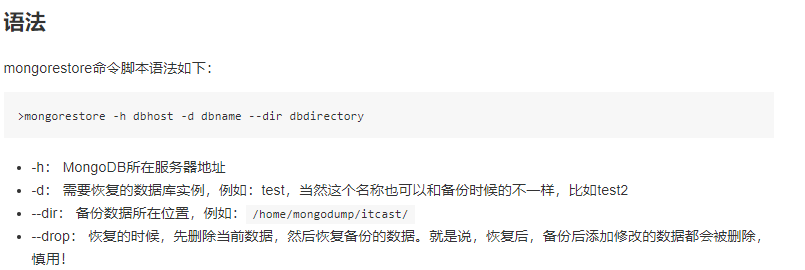 语法
mongorestore命令脚本语法如下：
>mongorestore -h dbhost -d dbname --dir dbdirectory
-h： MongoDB所在服务器地址
-d： 需要恢复的数据库实例，例如：test，当然这个名称也可以和备份时候的不一样，比如test2
--dir： 备份数据所在位置，例如：/home/mongodump/itcast/
--drop： 恢复的时候，先删除当前数据，然后恢复备份的数据。就是说，恢复后，备份后添加修改的数据都会被删除，
慎用！